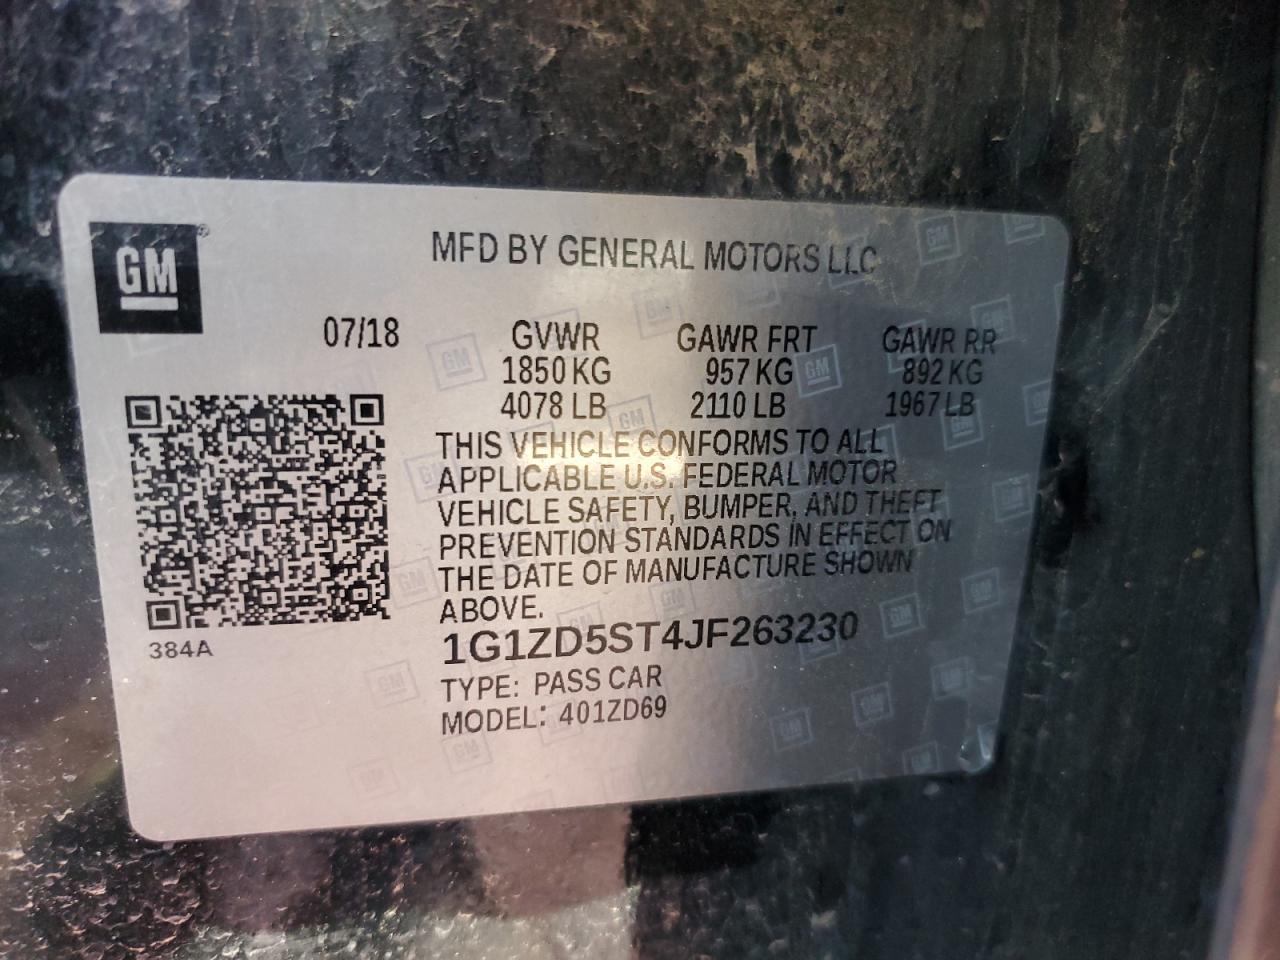 GM
MFD BY GENERAL MOTORS LLC
07/18 GVWR GAWR FRT GAWR RR
1850 KG 957 KG 892 KG
4078 LB 2110 LB 1967 LB
THIS VEHICLE CONFORMS TO ALL
APPLICABLE U.S. FEDERAL MOTOR
VEHICLE SAFETY, BUMPER, AND THEFT
PREVENTION STANDARDS IN EFFECT ON
THE DATE OF MANUFACTURE SHOWN
ABOVE.
384A
1G1ZD5ST4JF263230
TYPE: PASS CAR
MODEL: 401ZD69